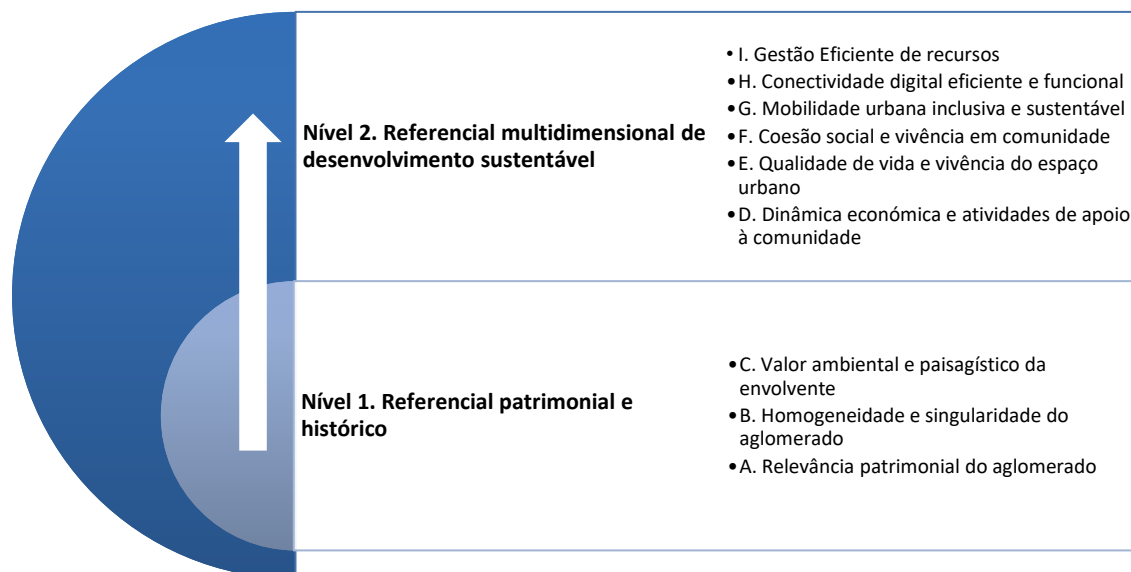 Nível 2. Referencial multidimensional de
desenvolvimento sustentável
• I. Gestão Eficiente de recursos
•H. Conectividade digital eficiente e funcional
•G. Mobilidade urbana inclusiva e sustentável
•F. Coesão social e vivência em comunidade
•E. Qualidade de vida e vivência do espaço
urbano
•D. Dinâmica económica e atividades de apoio
à comunidade
Nível 1. Referencial patrimonial e
histórico
•C. Valor ambiental e paisagístico da
envolvente
•B. Homogeneidade e singularidade do
aglomerado
•A. Relevância patrimonial do aglomerado